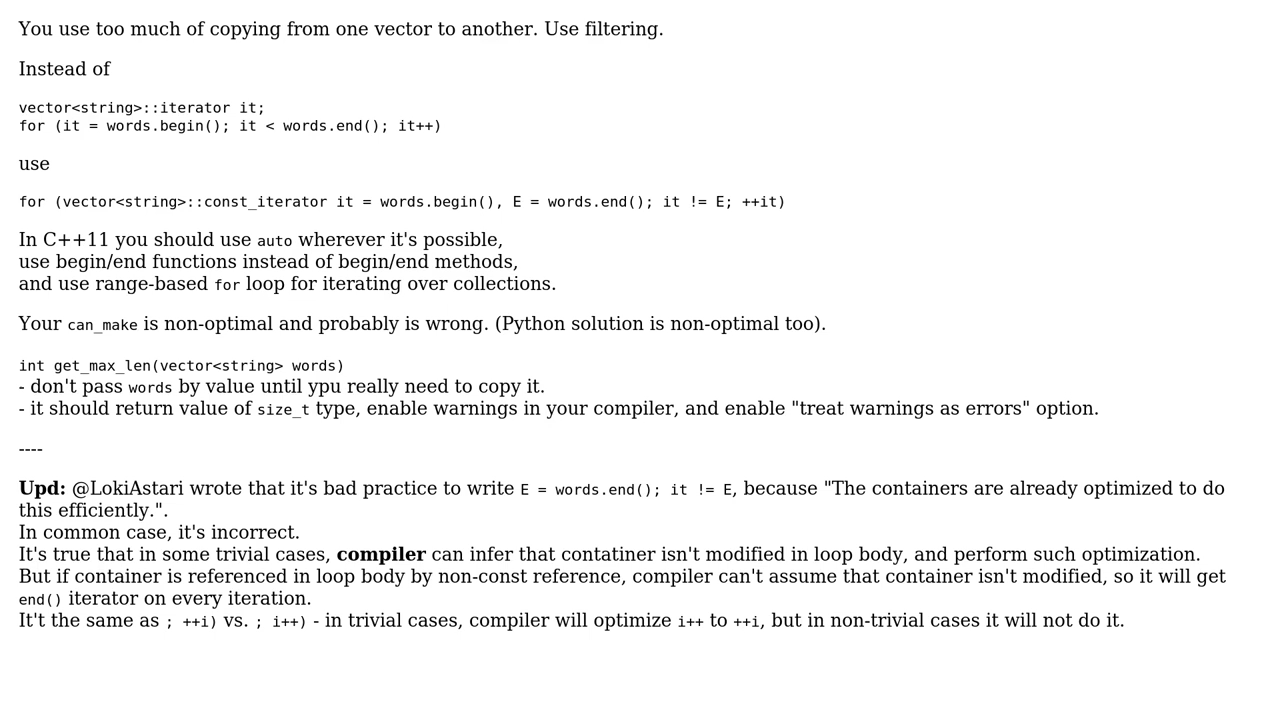 You use too much of copying from one vector to another. Use filtering.
Instead of
vector<string>::iterator it;
for (it = words.begin(); it < words.end(); it++)
use
for (vector<string>::const_iterator it = words.begin(), E = words.end(); it != E; ++it)
In C++11 you should use auto wherever it's possible,
use begin/end functions instead of begin/end methods,
and use range-based for loop for iterating over collections.
Your can_make is non-optimal and probably is wrong. (Python solution is non-optimal too).
int get_max_len(vector<string> words)
- don't pass words by value until ypu really need to copy it.
- it should return value of size_t type, enable warnings in your compiler, and enable "treat warnings as errors" option.
----
Upd: @LokiAstari wrote that it's bad practice to write E = words.end(); it != E, because "The containers are already optimized to do
this efficiently.".
In common case, it's incorrect.
It's true that in some trivial cases, compiler can infer that contatiner isn't modified in loop body, and perform such optimization.
But if container is referenced in loop body by non-const reference, compiler can't assume that container isn't modified, so it will get
end() iterator on every iteration.
It't the same as ; ++i) vs. ; i++) - in trivial cases, compiler will optimize i++ to ++i, but in non-trivial cases it will not do it.